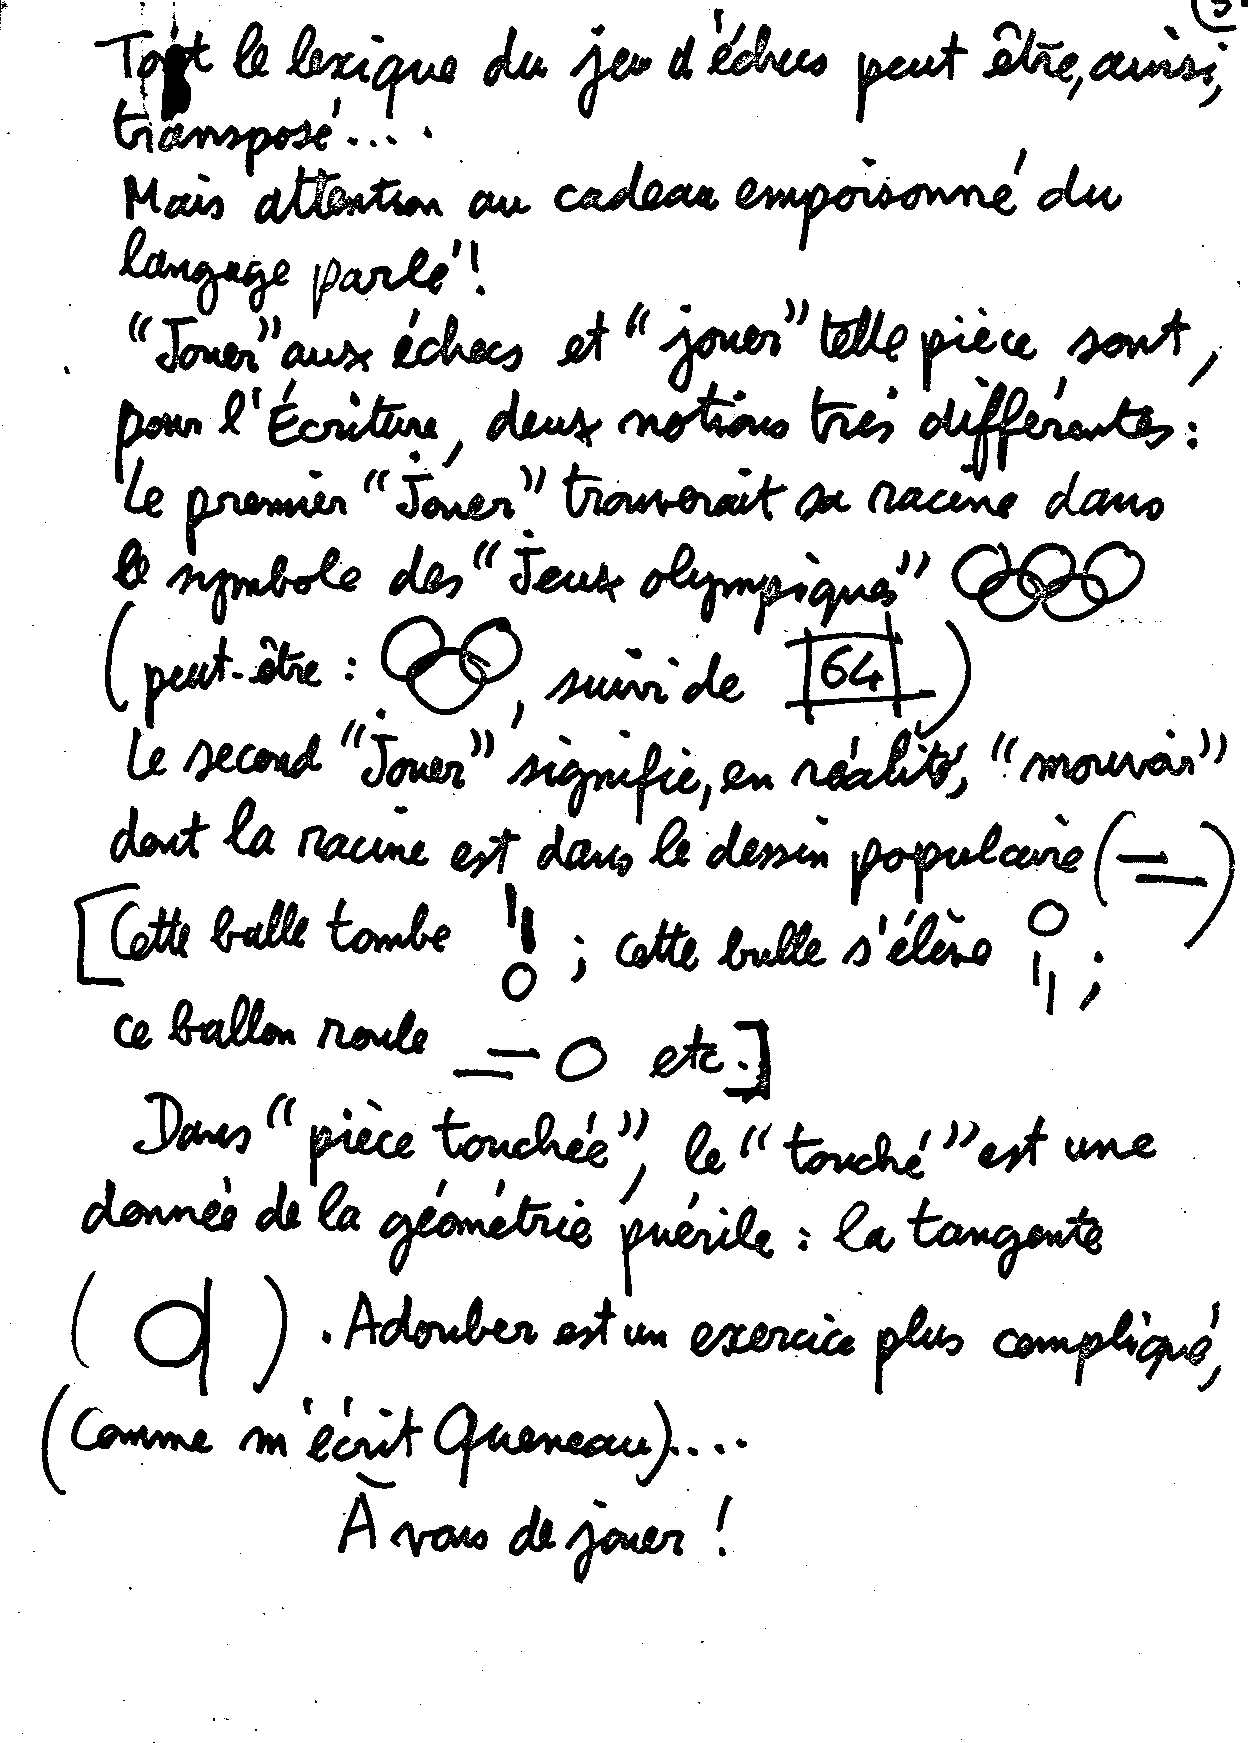 Tout le lexique du jeu d'échecs peut être, ainsi,
transposé....
Mais attention au cadeau empoisonné du
langage parlé !
"Jouer" aux échecs et "jouer" telle pièce sont,
pour l'Écriture, deux notions très différentes :
Le premier "Jouer" trouverait sa racine dans
le symbole des "Jeux olympiques"
(peut-être : , suivi de 64 )
Le second "Jouer" signifie, en réalité, "mouvoir"
dont la racine est dans le dessin populaire ( )
[Cette balle tombe ; cette bulle s'élève ;
ce ballon roule etc.]
Dans "pièce touchée", le "touché" est une
donnée de la géométrie puérile : la tangente
( ) . Adouber est un exercice plus compliqué,
(comme m'écrit Queneau)....
À vous de jouer !